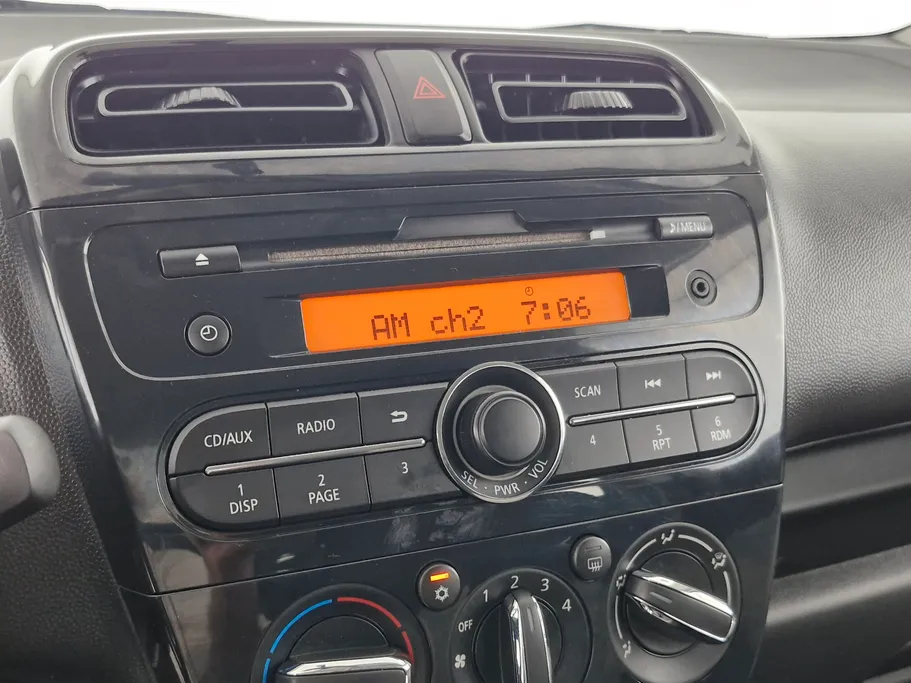 >/MENU
AM ch2 7:06
CD/AUX
RADIO
SCAN
1 DISP
2 PAGE
3
4
5 RPT
6 RDM
SEL · PWR · VOL
OFF 1 2 3 4